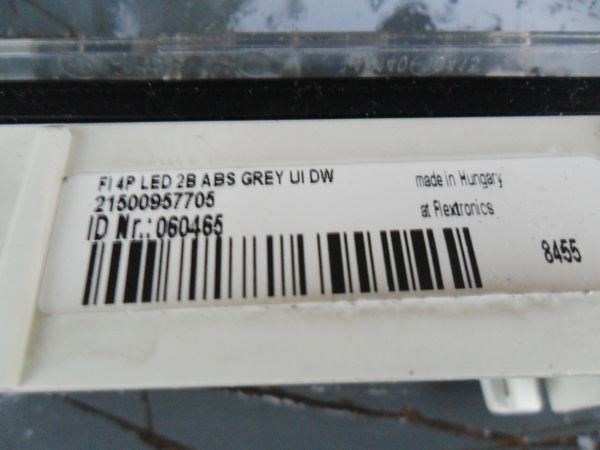 FI 4P LED 2B ABS GREY UI DW
21500957705
ID Nr.: 060465
made in Hungary
at Flextronics
8455